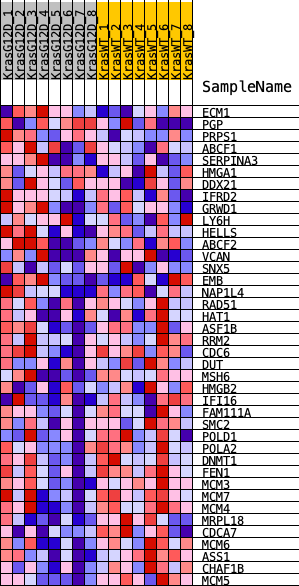 KrasG12D_1
KrasG12D_2
KrasG12D_3
KrasG12D_4
KrasG12D_5
KrasG12D_6
KrasG12D_7
KrasG12D_8
KrasWT_1
KrasWT_2
KrasWT_3
KrasWT_4
KrasWT_5
KrasWT_6
KrasWT_7
KrasWT_8
SampleName
ECM1
PGP
PRPS1
ABCF1
SERPINA3
HMGA1
DDX21
IFRD2
GRWD1
LY6H
HELLS
ABCF2
VCAN
SNX5
EMB
NAP1L4
RAD51
HAT1
ASF1B
RRM2
CDC6
DUT
MSH6
HMGB2
IFI16
FAM111A
SMC2
POLD1
POLA2
DNMT1
FEN1
MCM3
MCM7
MCM4
MRPL18
CDCA7
MCM6
ASS1
CHAF1B
MCM5